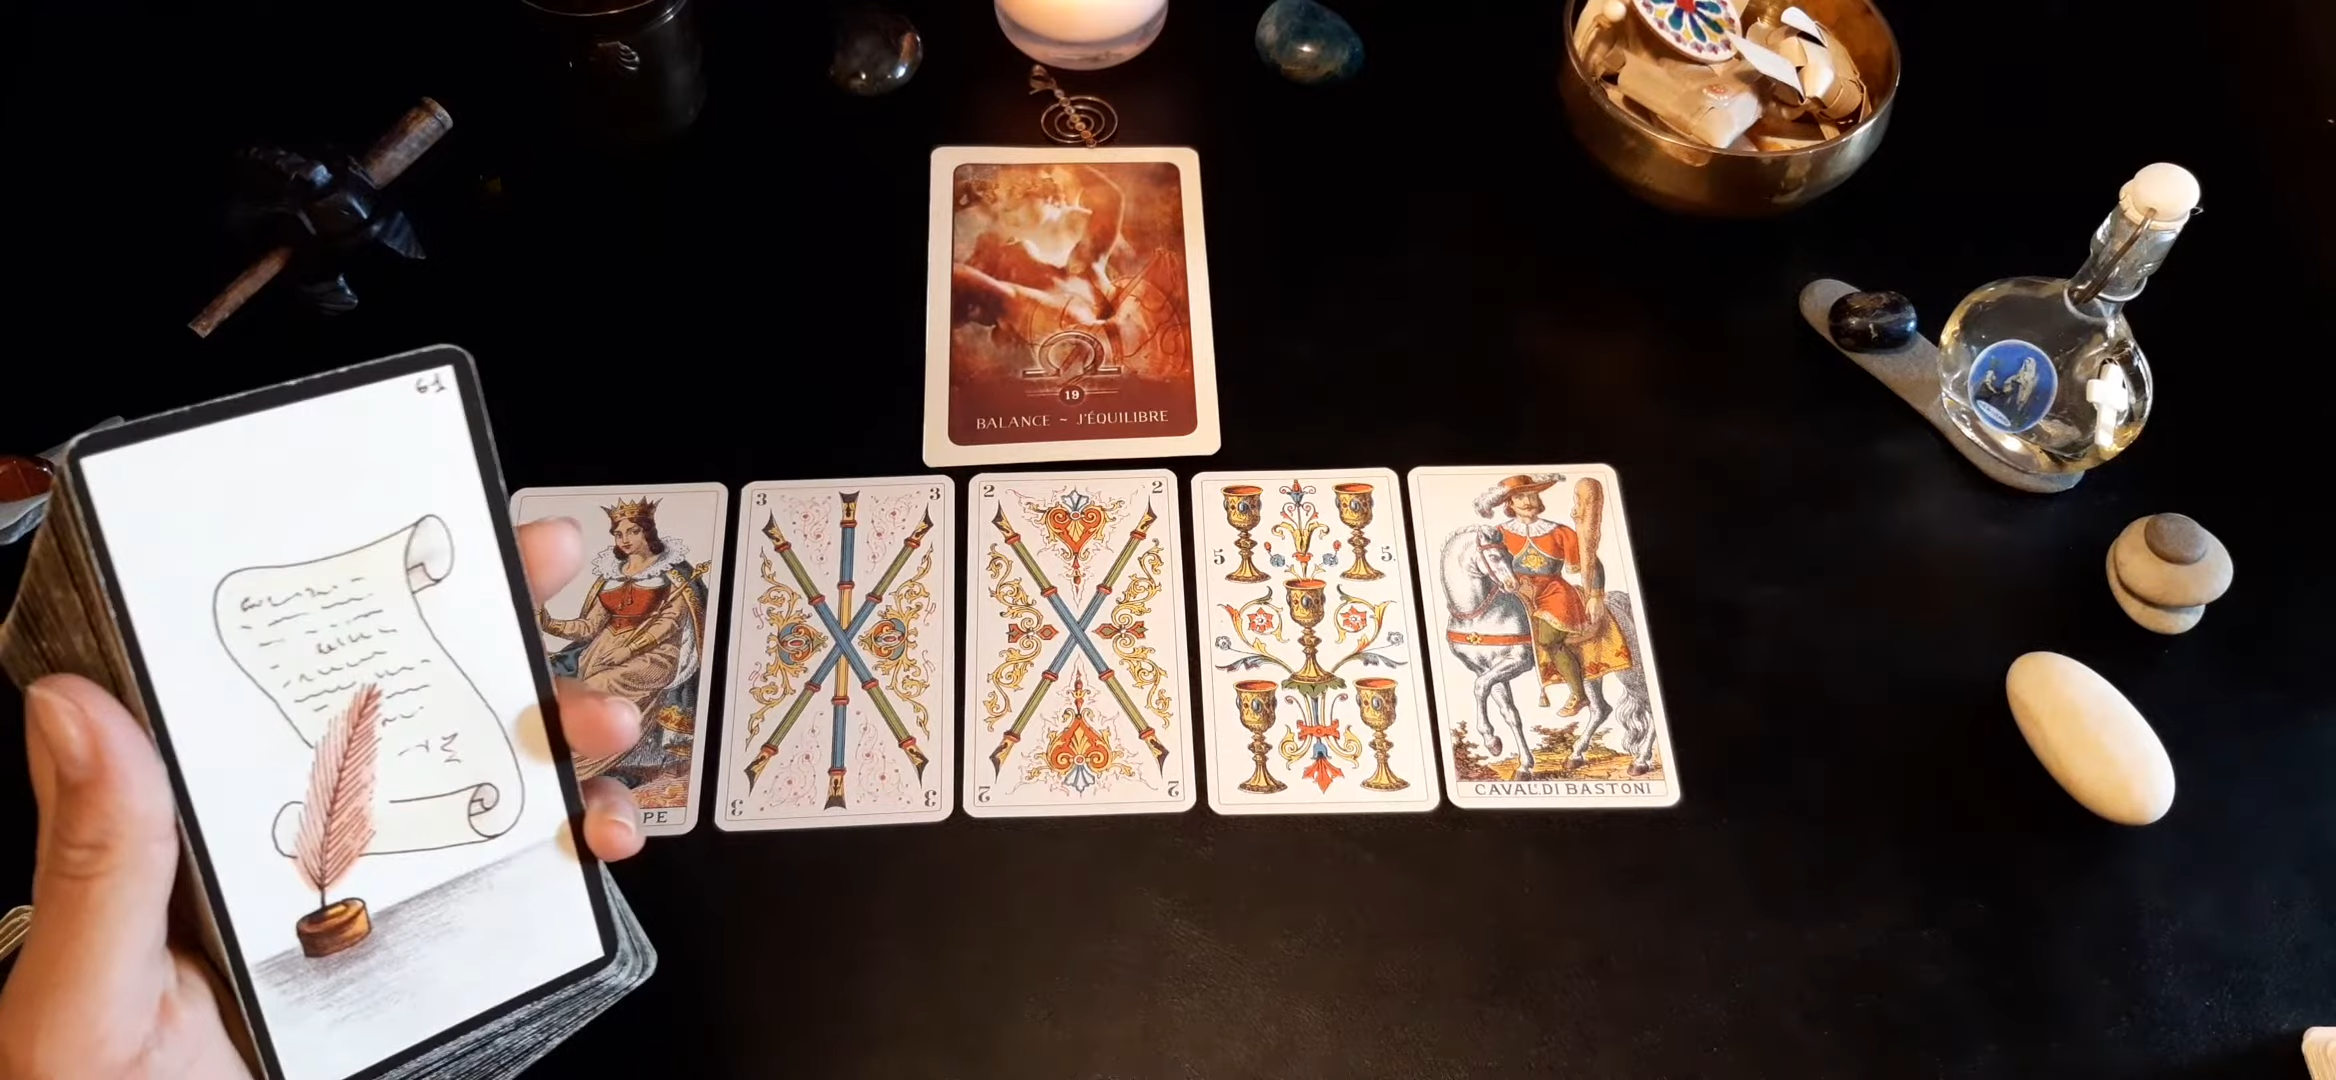 61
19
BALANCE ~ J'ÉQUILIBRE
PE
3 3
3 3
2 2
2 2
5 5
CAVAL. DI BASTONI